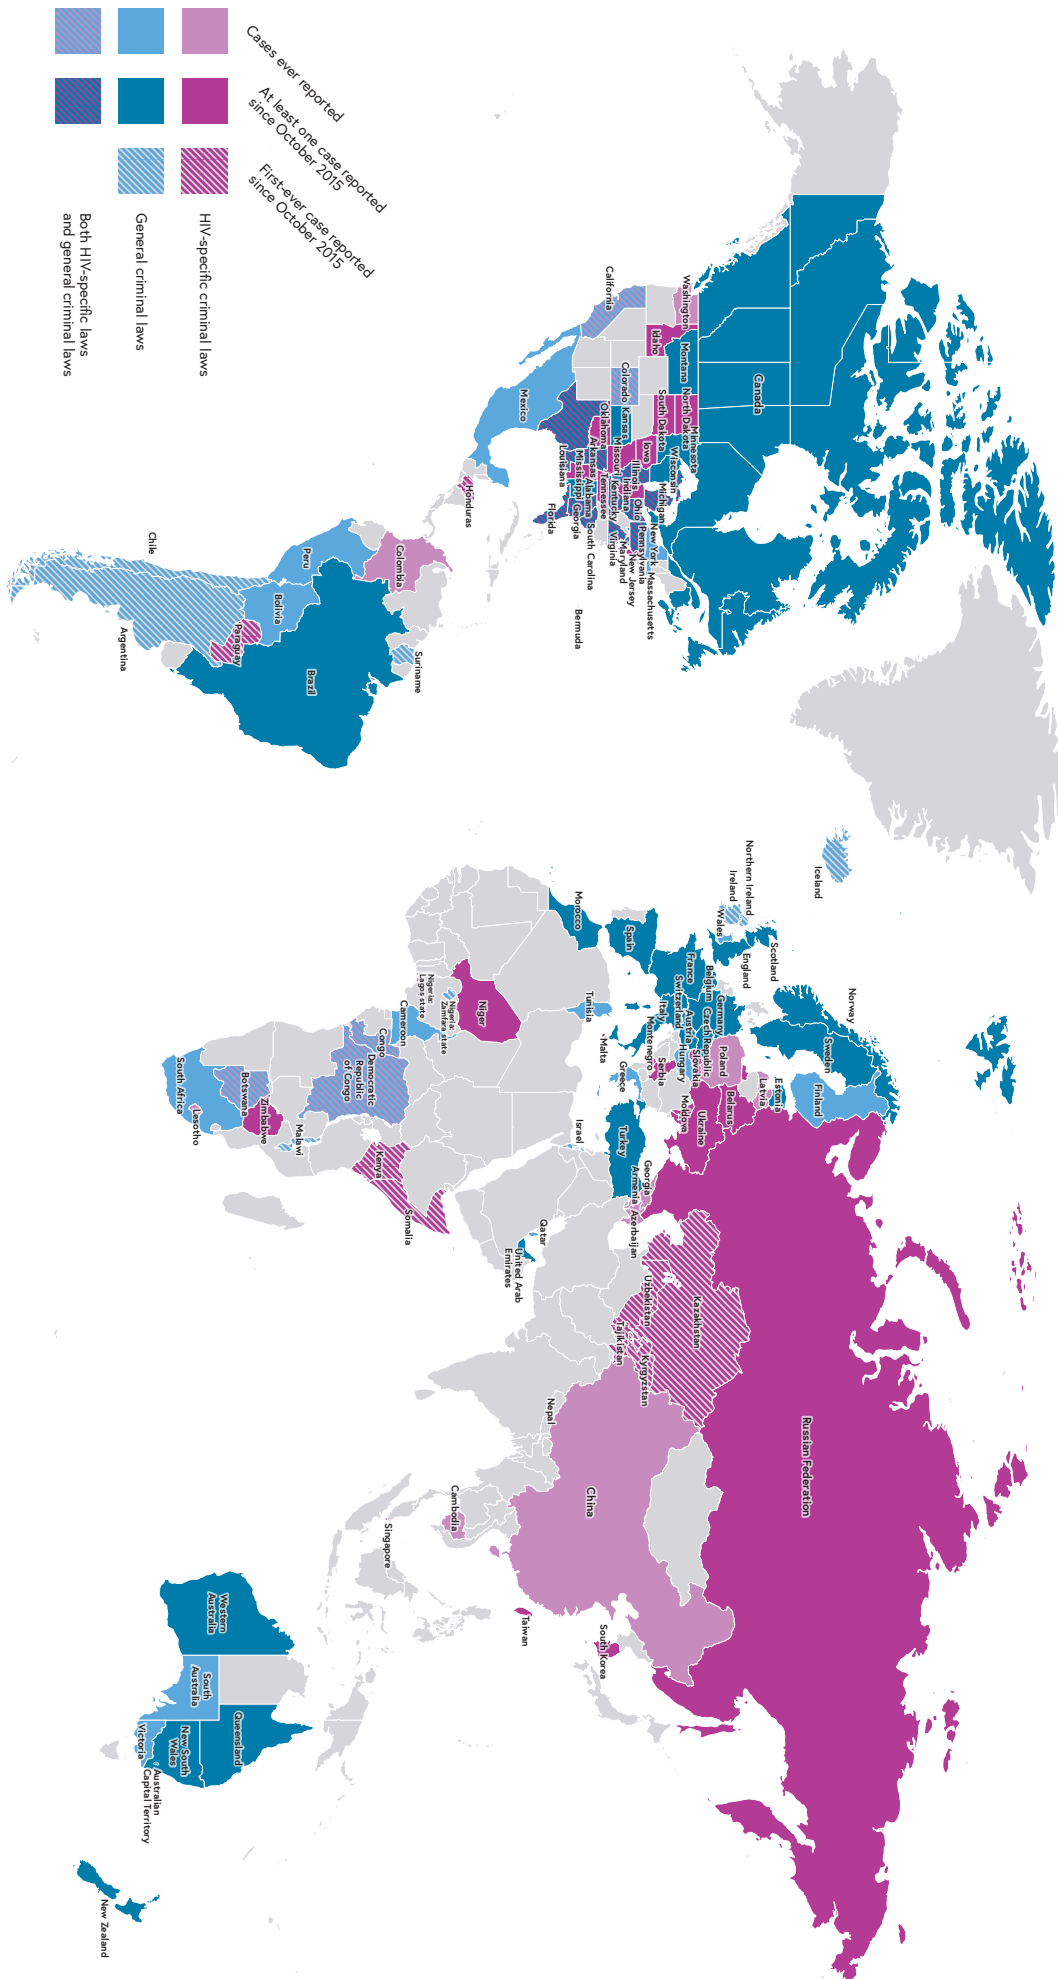 Cases ever reported
At least one case reported
since October 2015
First-ever case reported
since October 2015
HIV-specific criminal laws
General criminal laws
Both HIV-specific laws
and general criminal laws
Canada
Washington
Idaho
Montana
North Dakota
South Dakota
Minnesota
Wisconsin
Michigan
Iowa
Illinois
Indiana
Ohio
Pennsylvania
New York
Massachusetts
New Jersey
Maryland
Virginia
Kentucky
Missouri
Kansas
Colorado
California
Oklahoma
Arkansas
Tennessee
Mississippi
Alabama
Georgia
South Carolina
Louisiana
Florida
Bermuda
Mexico
Honduras
Colombia
Suriname
Peru
Bolivia
Brazil
Paraguay
Chile
Argentina
Iceland
Northern Ireland
Ireland
Wales
Scotland
England
Norway
Sweden
Finland
Estonia
Latvia
Belarus
Poland
Germany
Belgium
Czech Republic
France
Switzerland
Austria
Slovakia
Hungary
Ukraine
Moldova
Italy
Montenegro
Serbia
Spain
Greece
Malta
Turkey
Georgia
Armenia
Azerbaijan
Morocco
Tunisia
Israel
Niger
Nigeria:
Lagos state
Nigeria:
Zamfara state
Cameron
Congo
Democratic
Republic
of Congo
Kenya
Somalia
Malawi
Zimbabwe
Botswana
South Africa
Lesotho
Qatar
United Arab
Emirates
Russian Federation
Kazakhstan
Uzbekistan
Tajikistan
Kyrgyzstan
China
Nepal
Cambodia
Singapore
Taiwan
South Korea
Western
Australia
South
Australia
Queensland
New South
Wales
Victoria
Australian
Capital Territory
New Zealand